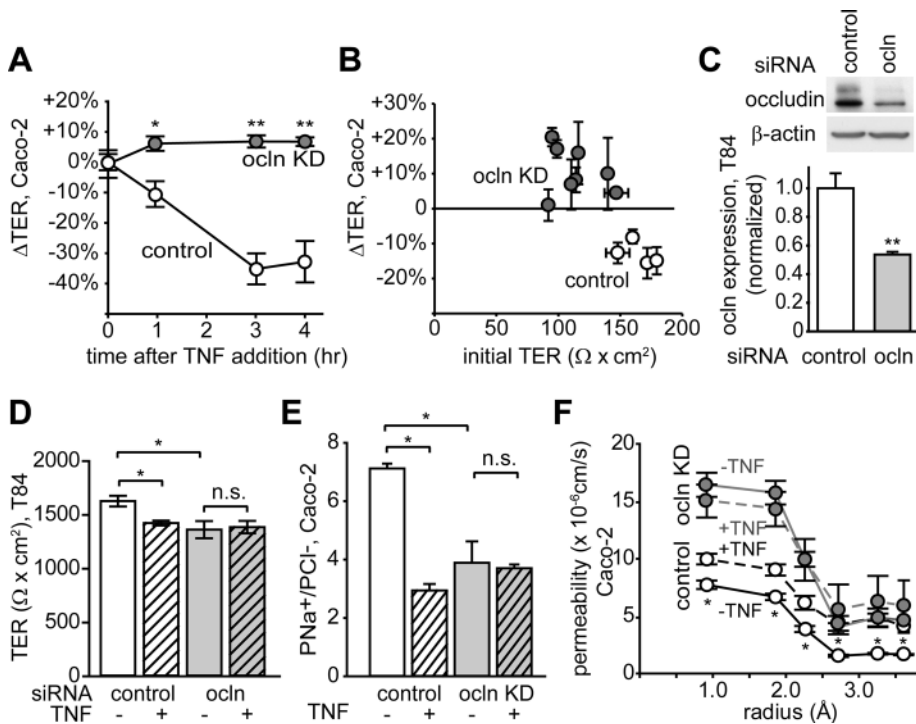 A
ΔTER, Caco-2
+20%
+10%
0%
-10%
-20%
-30%
-40%
*
**
**
ocln KD
control
0
1
2
3
4
time after TNF addition (hr)
B
ΔTER, Caco-2
+30%
+20%
+10%
0%
-10%
-20%
ocln KD
control
0
50
100
150
200
initial TER (Ω x cm²)
C
siRNA
control
ocln
occludin
β-actin
ocln expression, T84
(normalized)
1.0
0.8
0.6
0.4
0.2
0
**
siRNA control ocln
D
TER (Ω x cm²), T84
2000
1500
1000
500
0
*
*
n.s.
siRNA control ocln
TNF - + - +
E
PNa⁺/PCl⁻, Caco-2
8
6
4
2
0
*
*
n.s.
control ocln KD
TNF - + - +
F
permeability (x 10⁻⁶cm/s)
Caco-2
control
ocln KD
20
15
10
5
0
-TNF
+TNF
+TNF
-TNF
*
*
*
*
*
*
1.0
2.0
3.0
radius (Å)